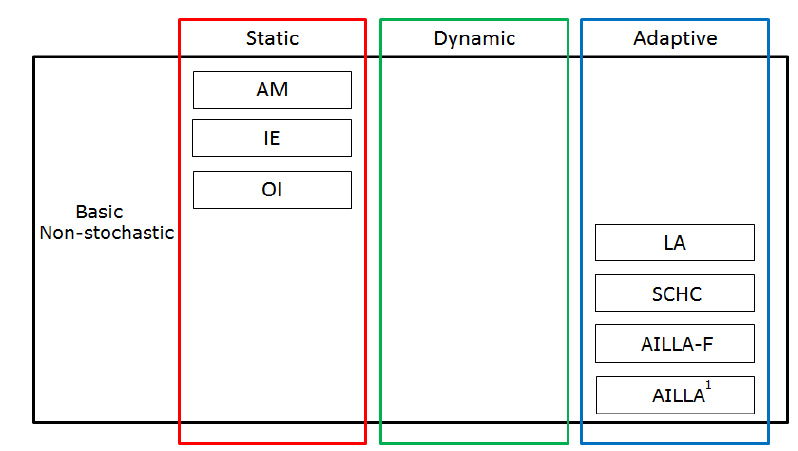 Static
Dynamic
Adaptive
AM
IE
OI
Basic
Non-stochastic
LA
SCHC
AILLA-F
AILLA¹